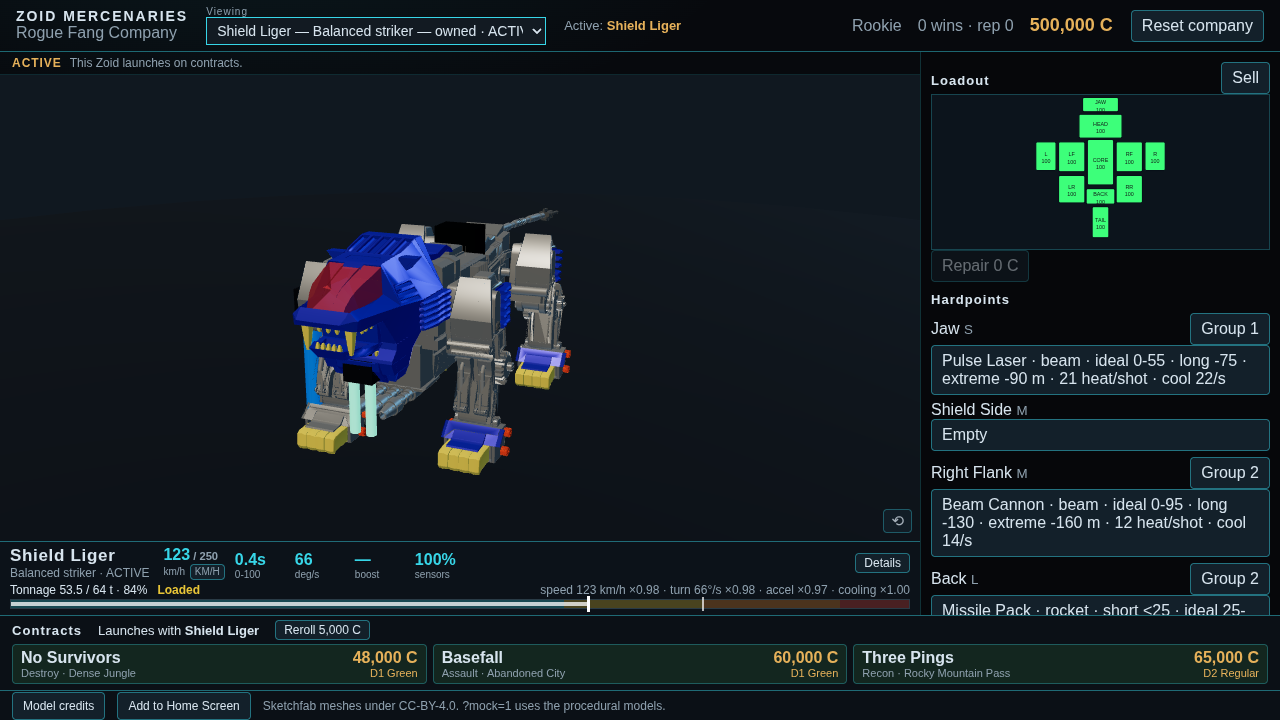 ZOID MERCENARIES
Rogue Fang Company
Viewing
Shield Liger — Balanced striker — owned · ACTIV
Active: Shield Liger
Rookie 0 wins · rep 0 500,000 C
Reset company
ACTIVE This Zoid launches on contracts.
Loadout
Sell
JAW
100
HEAD
100
L
100
LF
100
CORE
100
RF
100
R
100
LR
100
BACK
100
RR
100
TAIL
100
Repair 0 C
Hardpoints
Jaw S
Group 1
Pulse Laser · beam · ideal 0-55 · long -75 ·
extreme -90 m · 21 heat/shot · cool 22/s
Shield Side M
Empty
Right Flank M
Group 2
Beam Cannon · beam · ideal 0-95 · long
-130 · extreme -160 m · 12 heat/shot · cool
14/s
Back L
Group 2
Missile Pack · rocket · short <25 · ideal 25-
⟲
Shield Liger
Balanced striker · ACTIVE
123 / 250
km/h KM/H
0.4s
0-100
66
deg/s
—
boost
100%
sensors
Details
Tonnage 53.5 / 64 t · 84% Loaded
speed 123 km/h ×0.98 · turn 66°/s ×0.98 · accel ×0.97 · cooling ×1.00
Contracts Launches with Shield Liger
Reroll 5,000 C
No Survivors 48,000 C
Destroy · Dense Jungle D1 Green
Basefall 60,000 C
Assault · Abandoned City D1 Green
Three Pings 65,000 C
Recon · Rocky Mountain Pass D2 Regular
Model credits
Add to Home Screen
Sketchfab meshes under CC-BY-4.0. ?mock=1 uses the procedural models.